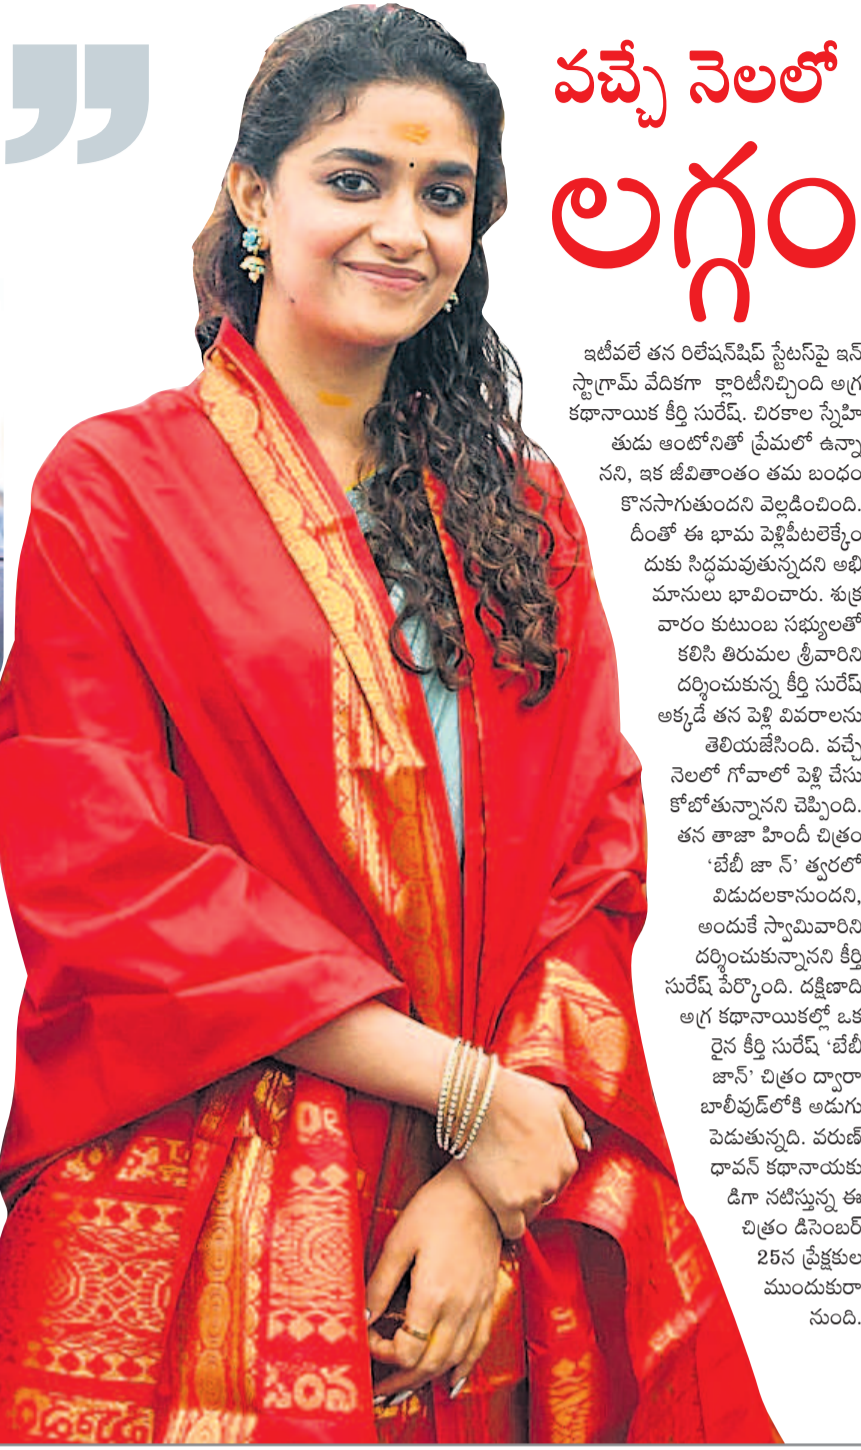 ”
వచ్చే నెలలో
లగ్గం
ఇటీవలే తన రిలేషన్‌షిప్‌ స్టేటస్‌పై ఇన్‌
స్టాగ్రామ్‌ వేదికగా క్లారిటీనిచ్చింది అగ్ర
కథానాయిక కీర్తి సురేష్‌. చిరకాల స్నేహి
తుడు ఆంటోనితో ప్రేమలో ఉన్నా
నని, ఇక జీవితాంతం తమ బంధం
కొనసాగుతుందని వెల్లడించింది.
దీంతో ఈ భామ పెళ్లిపీటలెక్కేం
దుకు సిద్ధమవుతున్నదని అభి
మానులు భావించారు. శుక్ర
వారం కుటుంబ సభ్యులతో
కలిసి తిరుమల శ్రీవారిని
దర్శించుకున్న కీర్తి సురేష్‌
అక్కడే తన పెళ్లి వివరాలను
తెలియజేసింది. వచ్చే
నెలలో గోవాలో పెళ్లి చేసు
కోబోతున్నానని చెప్పింది.
తన తాజా హిందీ చిత్రం
‘బేబీ జా న్‌’ త్వరలో
విడుదలకానుందని,
అందుకే స్వామివారిని
దర్శించుకున్నానని కీర్తి
సురేష్‌ పేర్కొంది. దక్షిణాది
అగ్ర కథానాయికల్లో ఒక
రైన కీర్తి సురేష్‌ ‘బేబీ
జాన్‌’ చిత్రం ద్వారా
బాలీవుడ్‌లోకి అడుగు
పెడుతున్నది. వరుణ్‌
ధావన్‌ కథానాయకు
డిగా నటిస్తున్న ఈ
చిత్రం డిసెంబర్‌
25న ప్రేక్షకుల
ముందుకురా
నుంది.